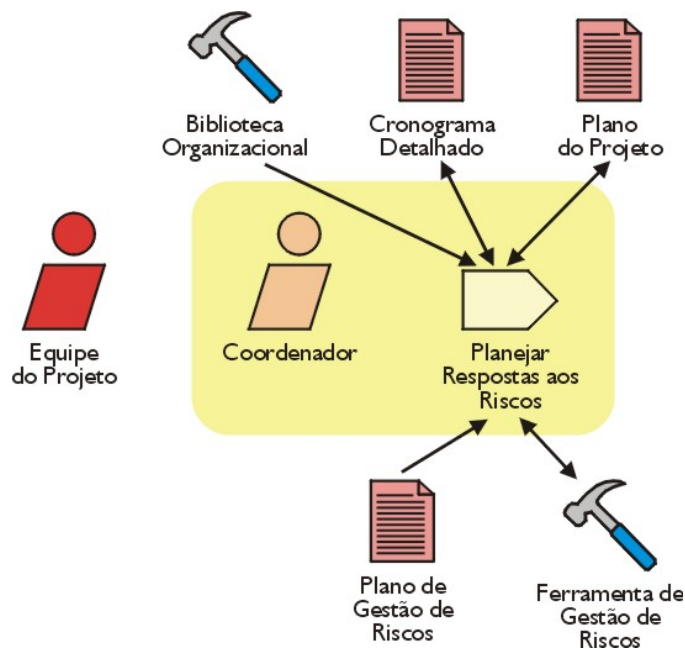 Biblioteca
Organizacional
Cronograma
Detalhado
Plano
do Projeto
Equipe
do Projeto
Coordenador
Planejar
Respostas aos
Riscos
Plano de
Gestão de
Riscos
Ferramenta de
Gestão de
Riscos